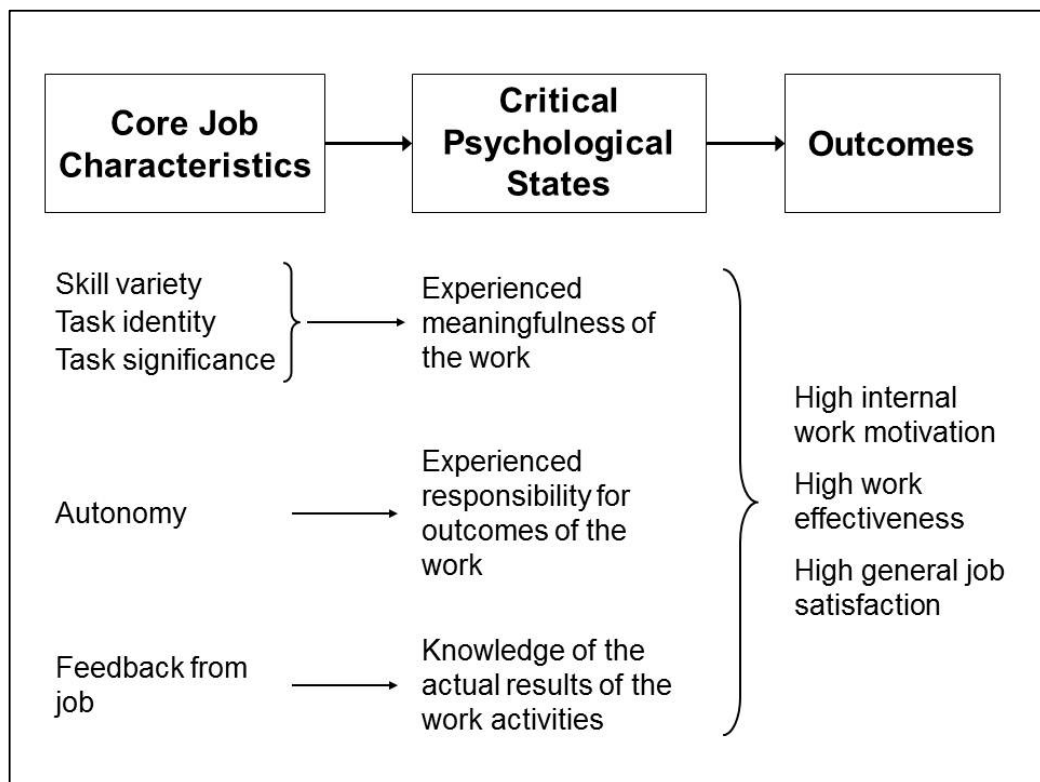 Core Job
Characteristics
Critical
Psychological
States
Outcomes
Skill variety
Task identity
Task significance
Experienced
meaningfulness of
the work
Autonomy
Experienced
responsibility for
outcomes of the
work
Feedback from
job
Knowledge of the
actual results of the
work activities
High internal
work motivation
High work
effectiveness
High general job
satisfaction